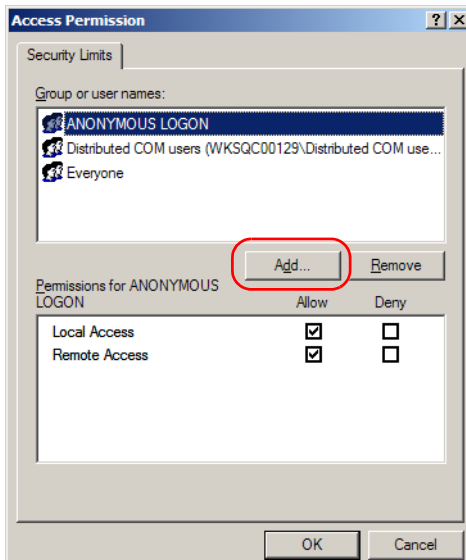 Access Permission
Security Limits
Group or user names:
ANONYMOUS LOGON
Distributed COM users (WKSQC00129\Distributed COM use...
Everyone
Add... Remove
Permissions for ANONYMOUS
LOGON Allow Deny
Local Access
Remote Access
OK Cancel